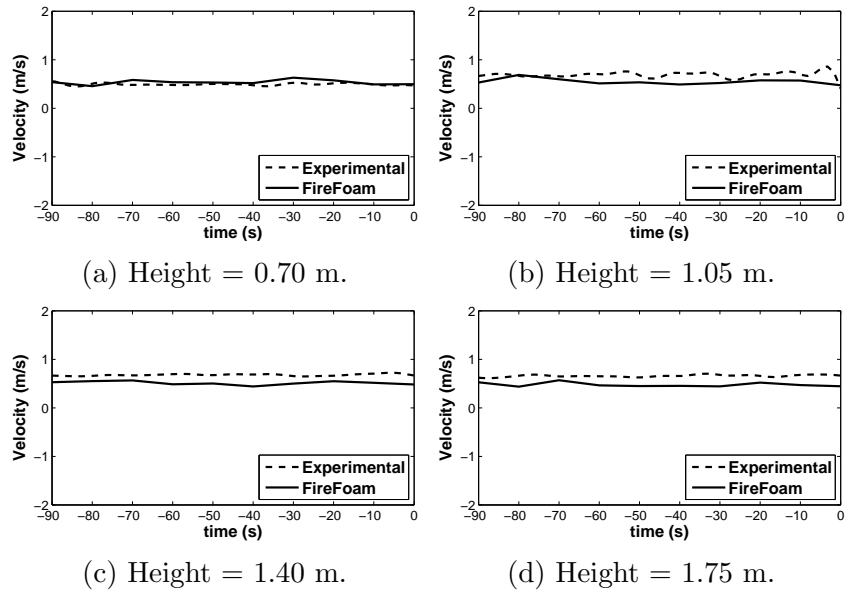 2
1
0
−1
−2
Velocity (m/s)
Experimental
FireFoam
−90 −80 −70 −60 −50 −40 −30 −20 −10 0
time (s)
(a) Height = 0.70 m.
2
1
0
−1
−2
Velocity (m/s)
Experimental
FireFoam
−90 −80 −70 −60 −50 −40 −30 −20 −10 0
time (s)
(b) Height = 1.05 m.
2
1
0
−1
−2
Velocity (m/s)
Experimental
FireFoam
−90 −80 −70 −60 −50 −40 −30 −20 −10 0
time (s)
(c) Height = 1.40 m.
2
1
0
−1
−2
Velocity (m/s)
Experimental
FireFoam
−90 −80 −70 −60 −50 −40 −30 −20 −10 0
time (s)
(d) Height = 1.75 m.